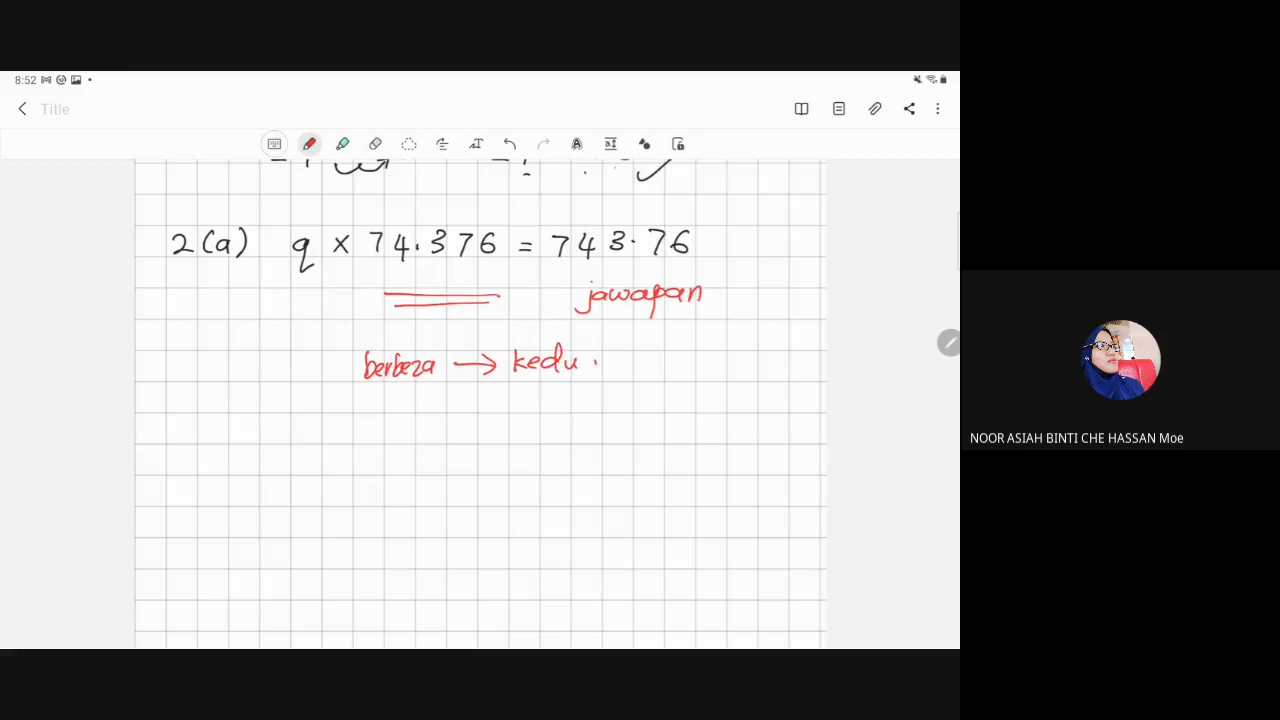 8:52
Title
2(a) q × 74.376 = 743.76
jawapan
berbeza → kedu
NOOR ASIAH BINTI CHE HASSAN Moe